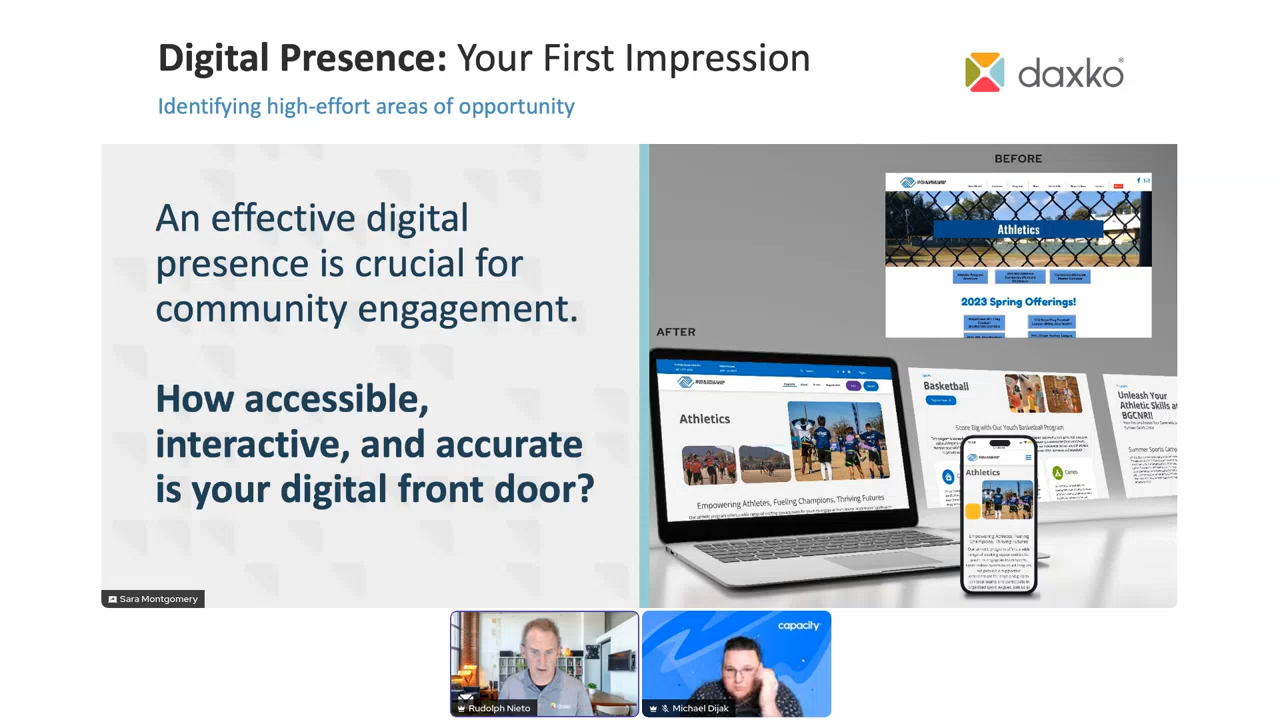 Digital Presence: Your First Impression
Identifying high-effort areas of opportunity
daxko
An effective digital
presence is crucial for
community engagement.
How accessible,
interactive, and accurate
is your digital front door?
BEFORE
Athletics
2023 Spring Offerings!
AFTER
Athletics
Empowering Athletes, Fueling Champions, Thriving Futures
Basketball
Score Big with Our Youth Basketball Program
Camps
Unleash Your
Athletic Skills at
BGCNR!!
Summer Sports Camp
Athletics
Empowering Athletes, Fueling
Champions, Thriving Futures
Sara Montgomery
Rudolph Nieto
capacity
Michael Dijak